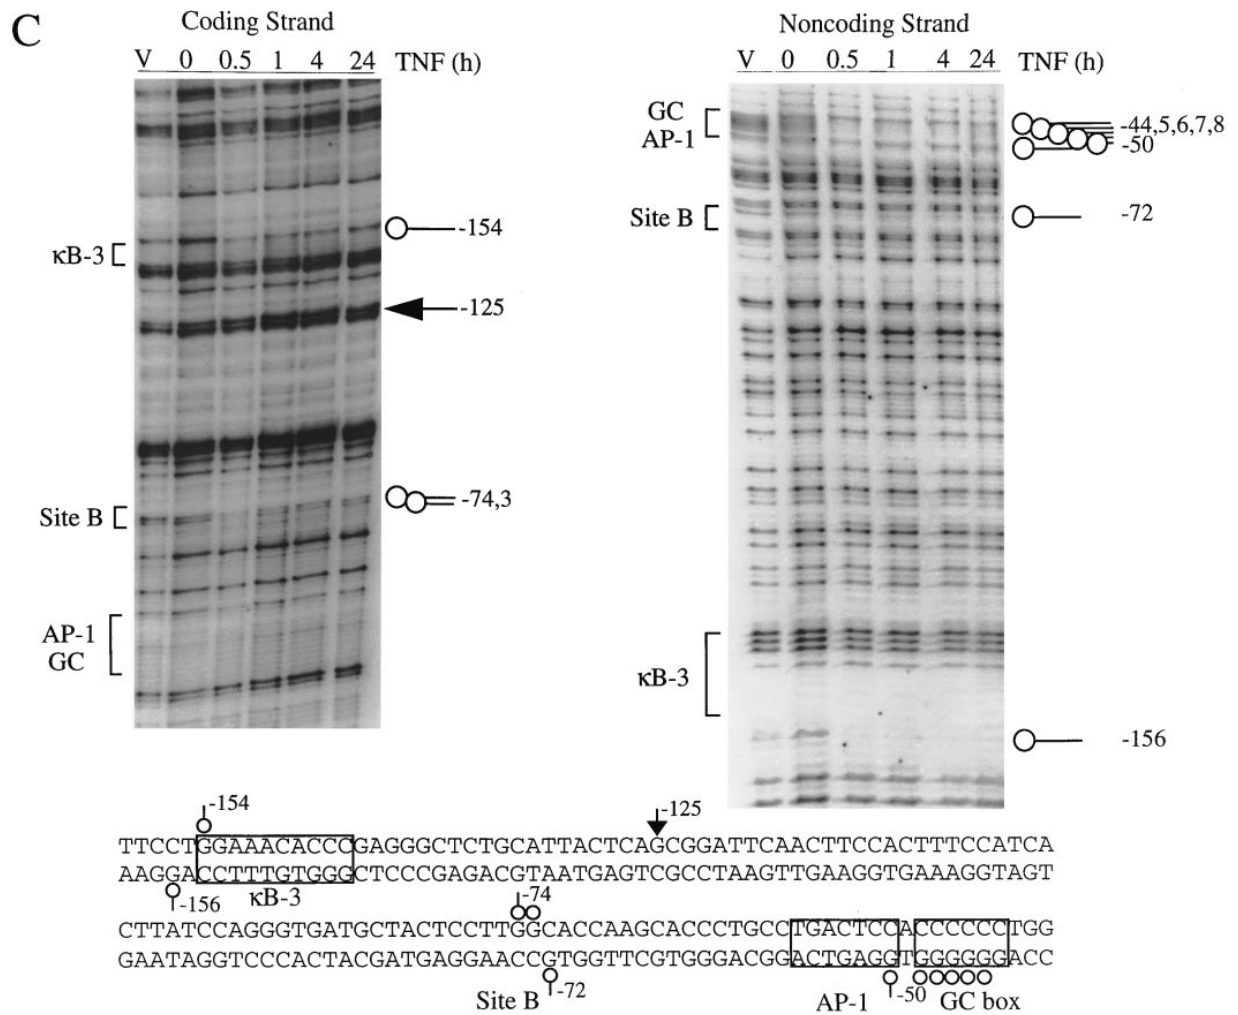 C
Coding Strand
V 0 0.5 1 4 24 TNF (h)
κB-3
-154
-125
Site B
-74,3
AP-1
GC
Noncoding Strand
V 0 0.5 1 4 24 TNF (h)
GC
AP-1
-44,5,6,7,8
-50
Site B
-72
κB-3
-156
-154
-125
TTCCTGGAAACACCCGAGGGCTCTGCATTACTCAGCGGATTCAACTTCCACTTTCCATCA
AAGGACCTTTGTGGGCTCCCGAGACGTAATGAGTCGCCTAAGTTGAAGGTGAAAGGTAGT
-156
κB-3
-74
CTTATCCAGGGTGATGCTACTCCTTGGCACCAAGCACCCTGCCTGACTCCACCCCCCTGG
GAATAGGTCCCACTACGATGAGGAACCGTGGTTCGTGGGACGGACTGAGGTGGGGGGACC
Site B
-72
AP-1
-50
GC box